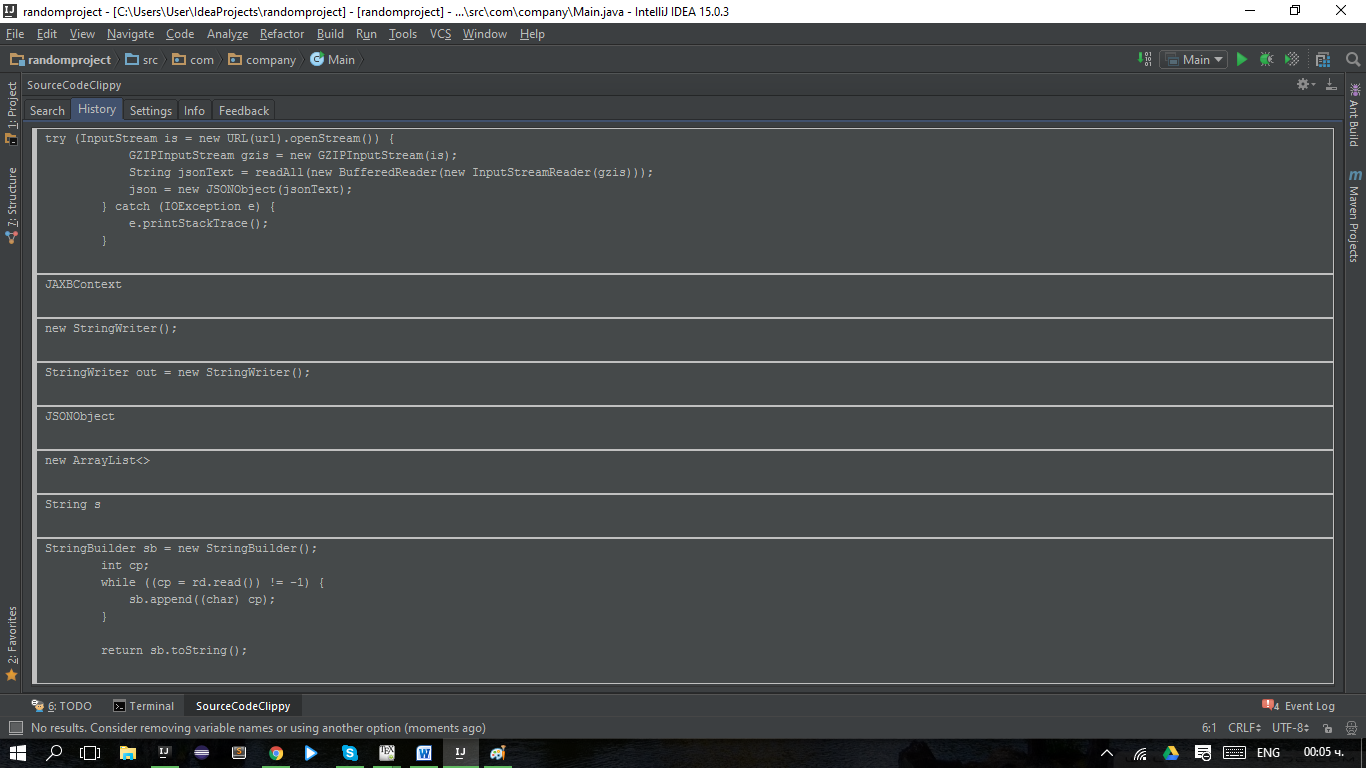 randomproject - [C:\Users\User\IdeaProjects\randomproject] - [randomproject] - ...\src\com\company\Main.java - IntelliJ IDEA 15.0.3
File Edit View Navigate Code Analyze Refactor Build Run Tools VCS Window Help
randomproject src com company Main Main
SourceCodeClippy
Search History Settings Info Feedback
1: Project
7: Structure
2: Favorites
Ant Build
Maven Projects
try (InputStream is = new URL(url).openStream()) {
GZIPInputStream gzis = new GZIPInputStream(is);
String jsonText = readAll(new BufferedReader(new InputStreamReader(gzis)));
json = new JSONObject(jsonText);
} catch (IOException e) {
e.printStackTrace();
}
JAXBContext
new StringWriter();
StringWriter out = new StringWriter();
JSONObject
new ArrayList<>
String s
StringBuilder sb = new StringBuilder();
int cp;
while ((cp = rd.read()) != -1) {
sb.append((char) cp);
}
return sb.toString();
6: TODO Terminal SourceCodeClippy 4 Event Log
No results. Consider removing variable names or using another option (moments ago) 6:1 CRLF UTF-8
ENG 00:05 ч.